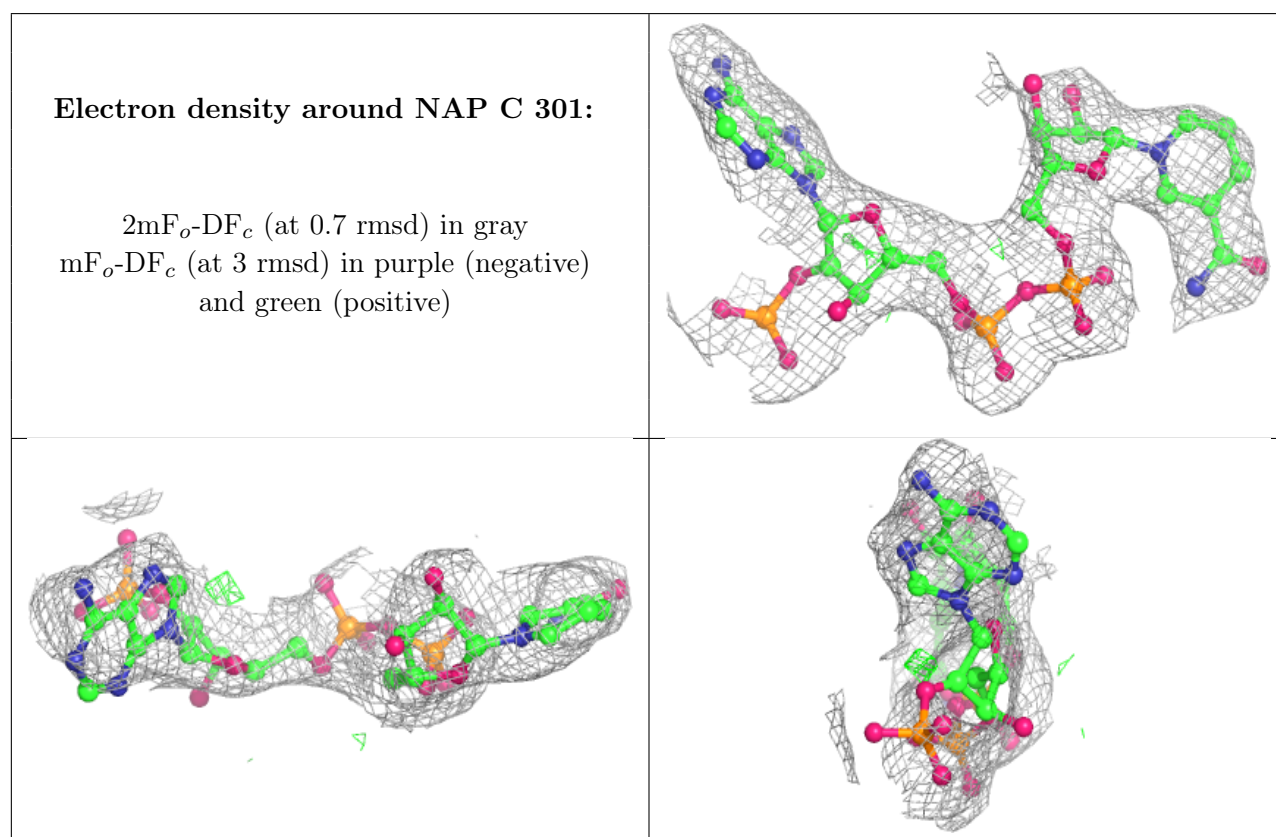 Electron density around NAP C 301:
2mFo-DFc (at 0.7 rmsd) in gray
mFo-DFc (at 3 rmsd) in purple (negative)
and green (positive)